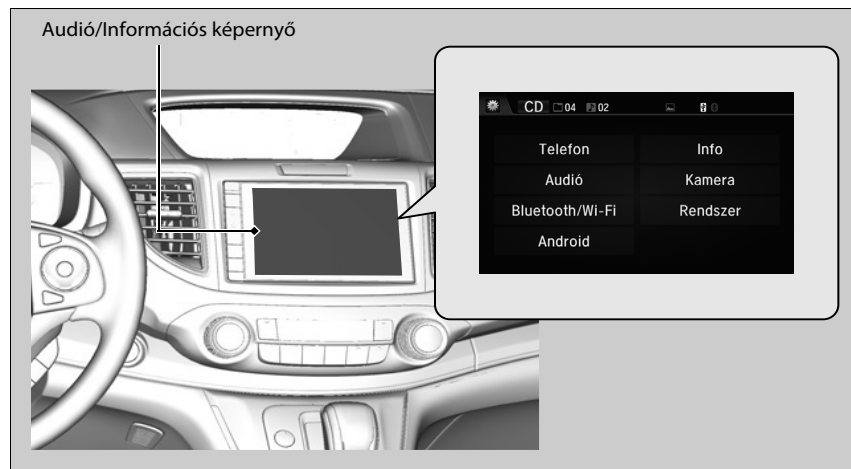 Audió/Információs képernyő
CD 04 02
Telefon Info
Audió Kamera
Bluetooth/Wi-Fi Rendszer
Android